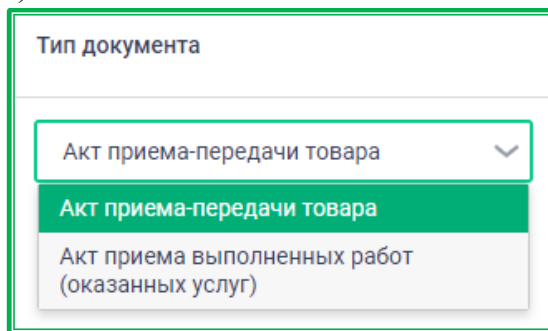 Тип документа
Акт приема-передачи товара
Акт приема-передачи товара
Акт приема выполненных работ
(оказанных услуг)